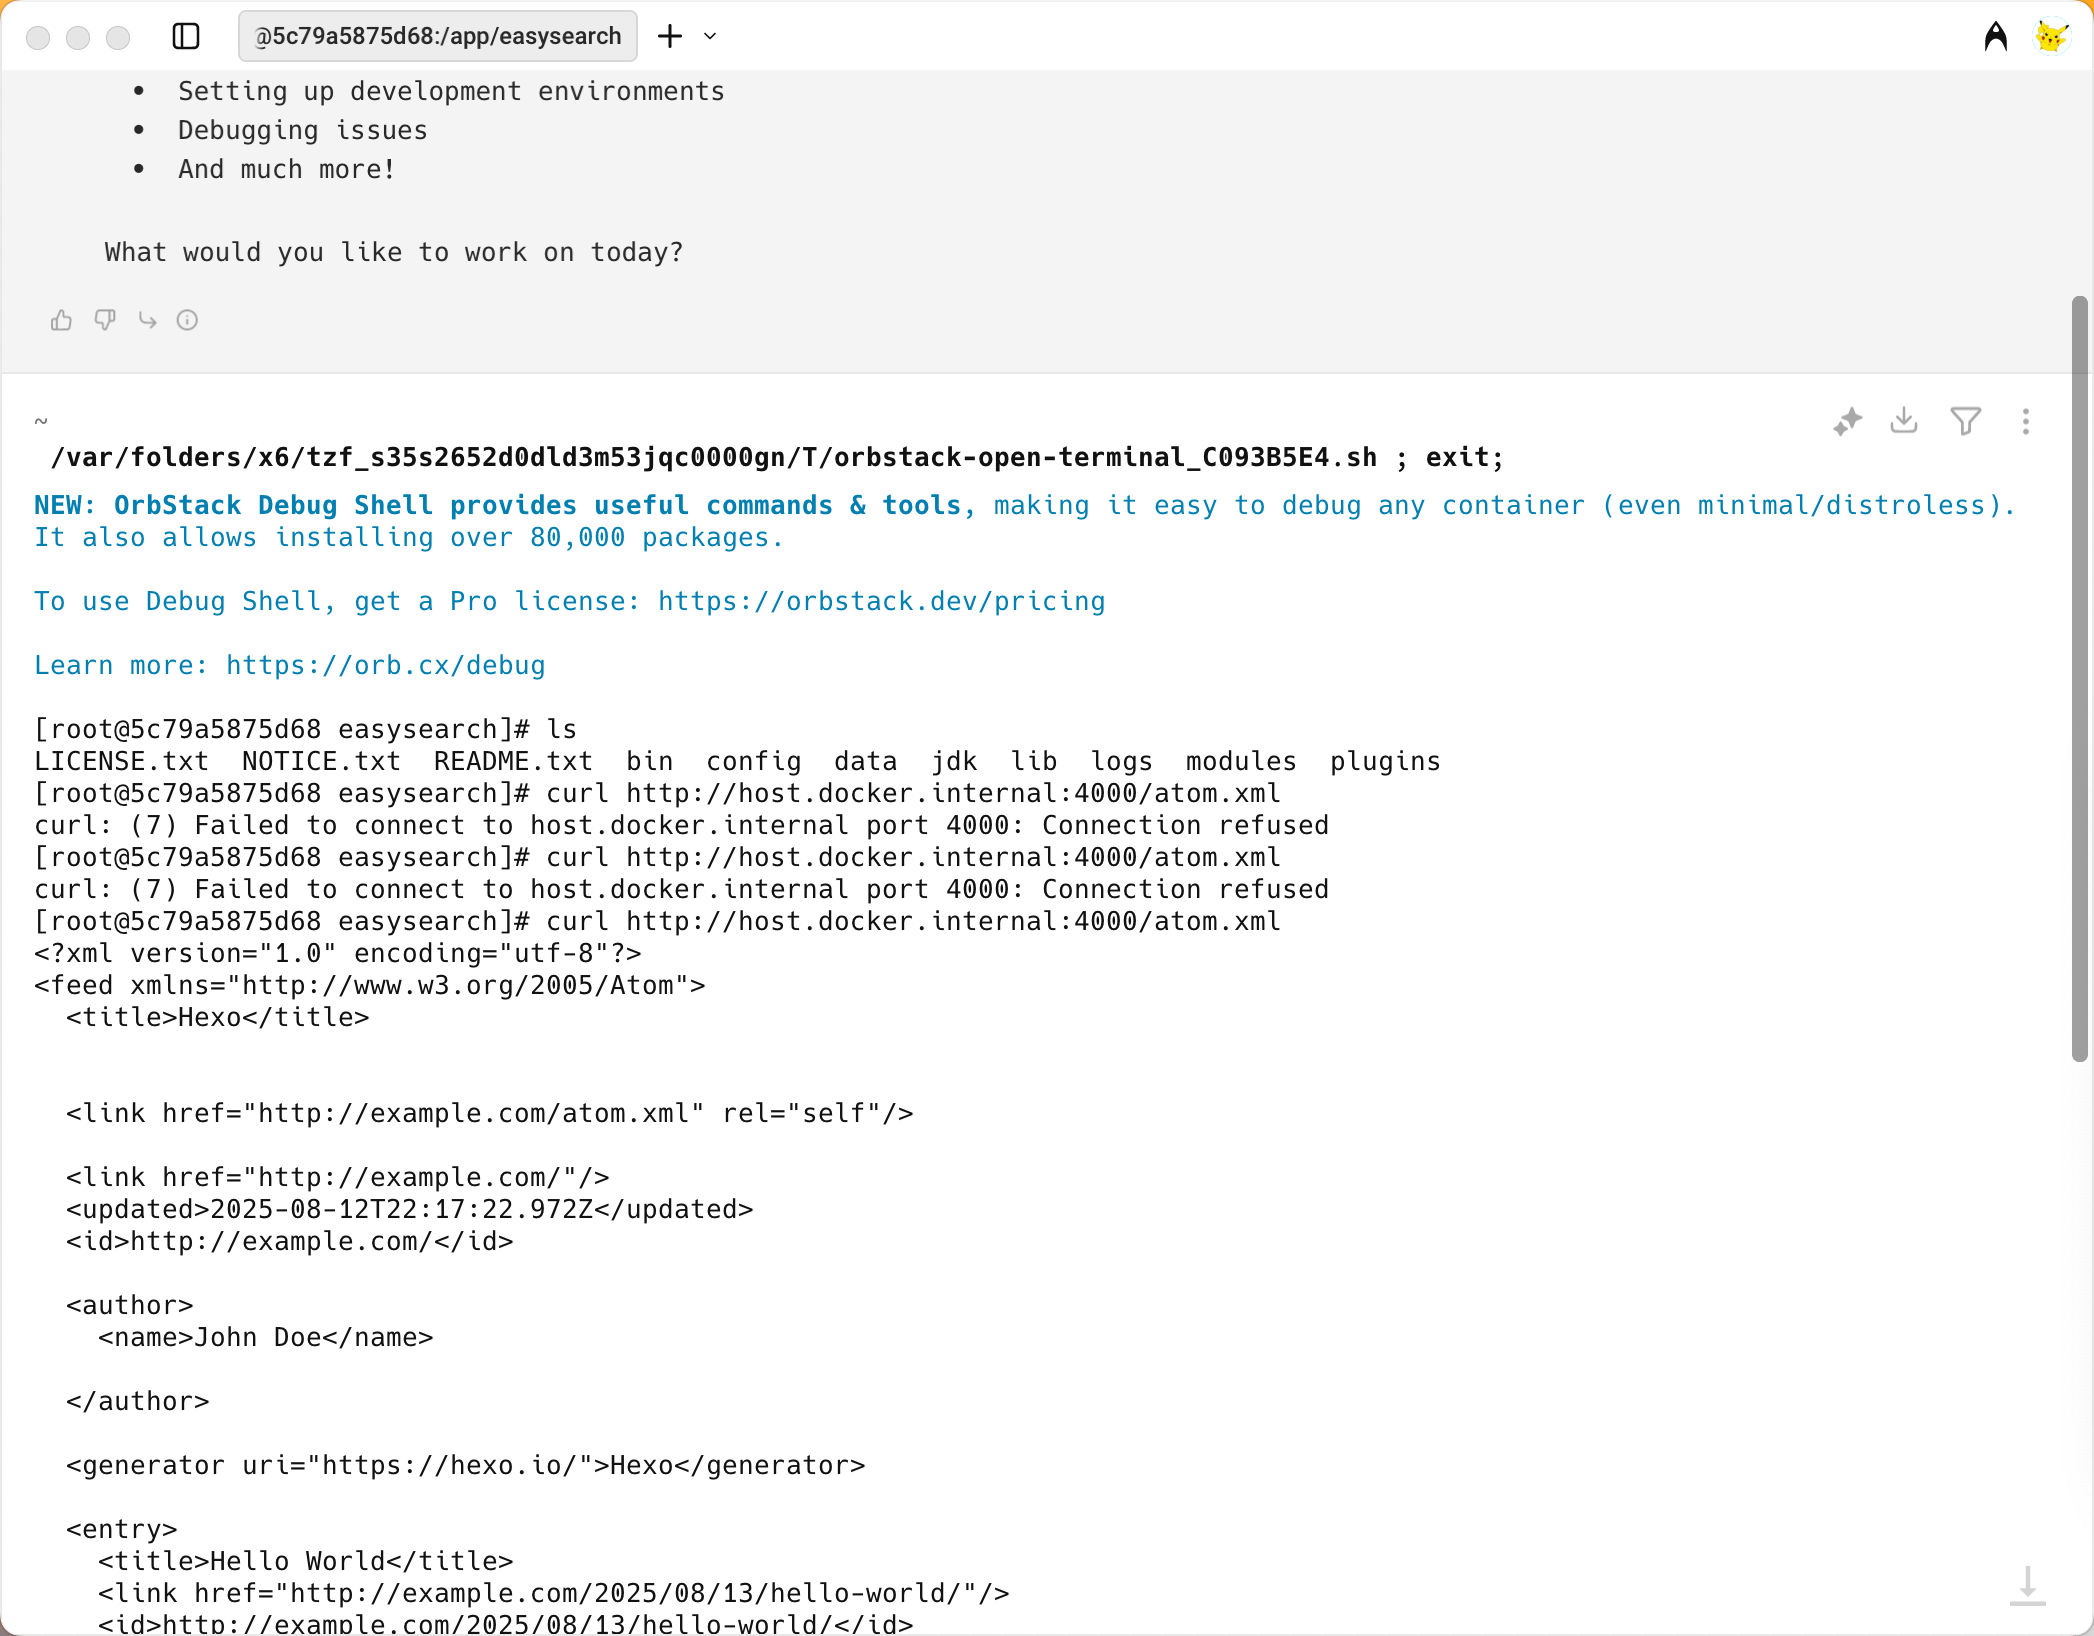 @5c79a5875d68:/app/easysearch
• Setting up development environments
• Debugging issues
• And much more!
What would you like to work on today?
~
/var/folders/x6/tzf_s35s2652d0dld3m53jqc0000gn/T/orbstack-open-terminal_C093B5E4.sh ; exit;
NEW: OrbStack Debug Shell provides useful commands & tools, making it easy to debug any container (even minimal/distroless).
It also allows installing over 80,000 packages.
To use Debug Shell, get a Pro license: https://orbstack.dev/pricing
Learn more: https://orb.cx/debug
[root@5c79a5875d68 easysearch]# ls
LICENSE.txt  NOTICE.txt  README.txt  bin  config  data  jdk  lib  logs  modules  plugins
[root@5c79a5875d68 easysearch]# curl http://host.docker.internal:4000/atom.xml
curl: (7) Failed to connect to host.docker.internal port 4000: Connection refused
[root@5c79a5875d68 easysearch]# curl http://host.docker.internal:4000/atom.xml
curl: (7) Failed to connect to host.docker.internal port 4000: Connection refused
[root@5c79a5875d68 easysearch]# curl http://host.docker.internal:4000/atom.xml
<?xml version="1.0" encoding="utf-8"?>
<feed xmlns="http://www.w3.org/2005/Atom">
  <title>Hexo</title>
  <link href="http://example.com/atom.xml" rel="self"/>
  <link href="http://example.com/"/>
  <updated>2025-08-12T22:17:22.972Z</updated>
  <id>http://example.com/</id>
  <author>
    <name>John Doe</name>
  </author>
  <generator uri="https://hexo.io/">Hexo</generator>
  <entry>
    <title>Hello World</title>
    <link href="http://example.com/2025/08/13/hello-world/"/>
    <id>http://example.com/2025/08/13/hello-world/</id>